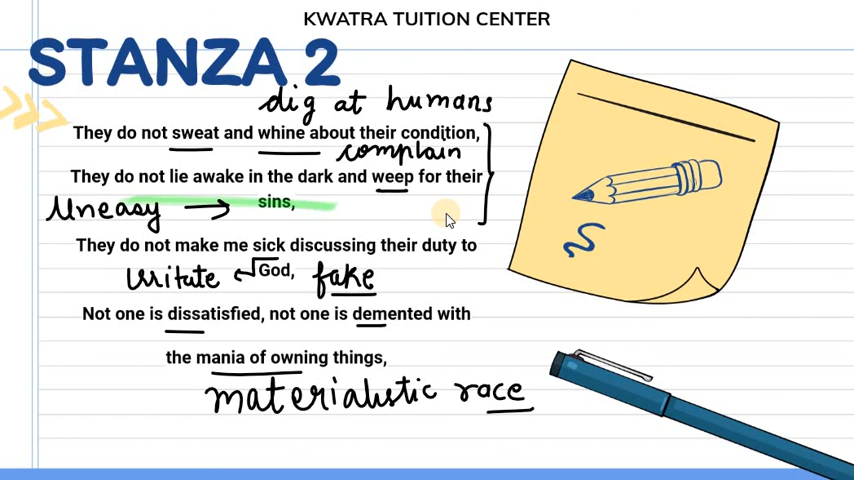 KWATRA TUITION CENTER
STANZA 2
dig at humans
They do not sweat and whine about their condition,
complain
They do not lie awake in the dark and weep for their
sins,
Uneasy →
They do not make me sick discussing their duty to
God,
irritate
fake
Not one is dissatisfied, not one is demented with
the mania of owning things,
materialistic race